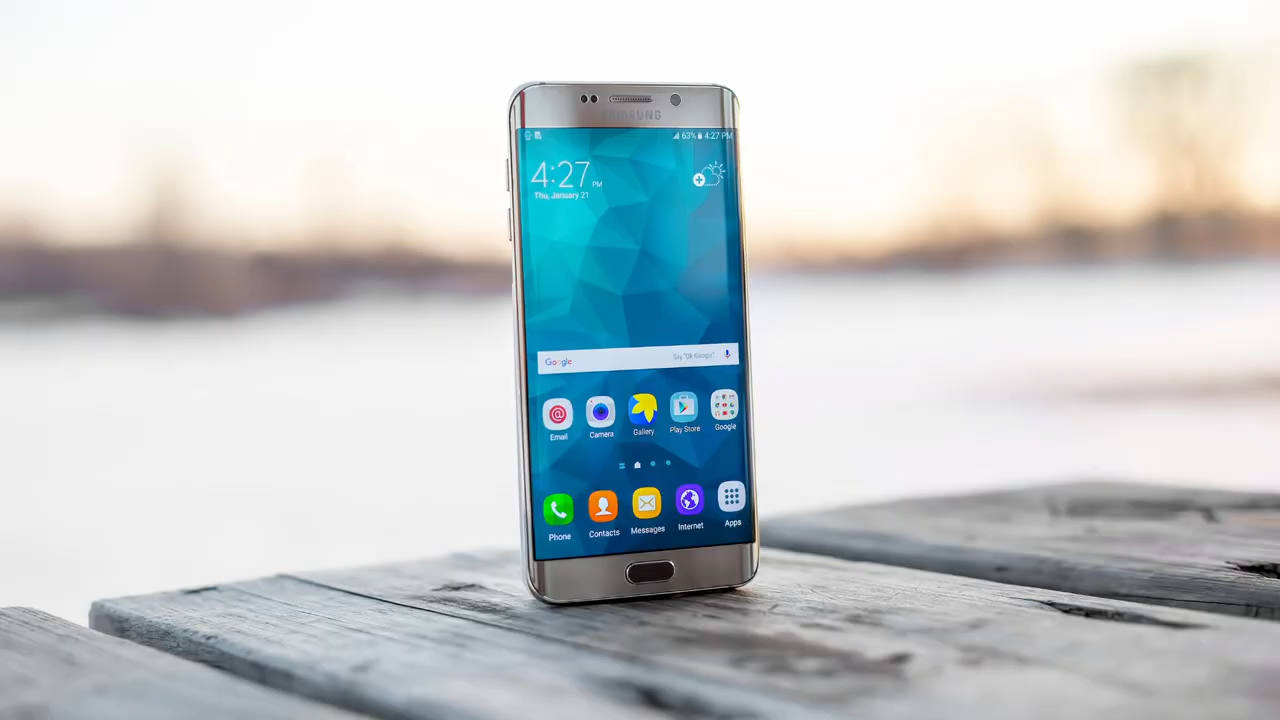 SAMSUNG
63% 4:27 PM
4:27 PM
Thu, January 21
Google Say "Ok Google"
Email Camera Gallery Play Store Google
Phone Contacts Messages Internet Apps